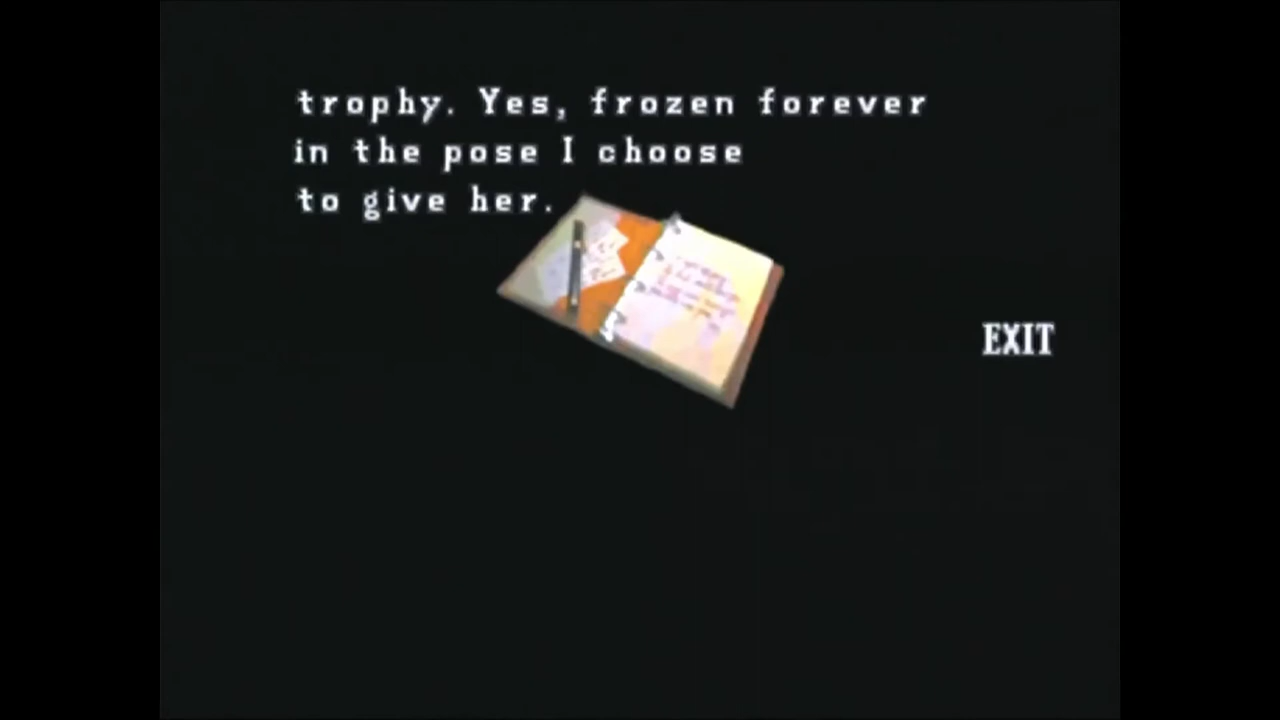 trophy. Yes, frozen forever
in the pose I choose
to give her.
EXIT